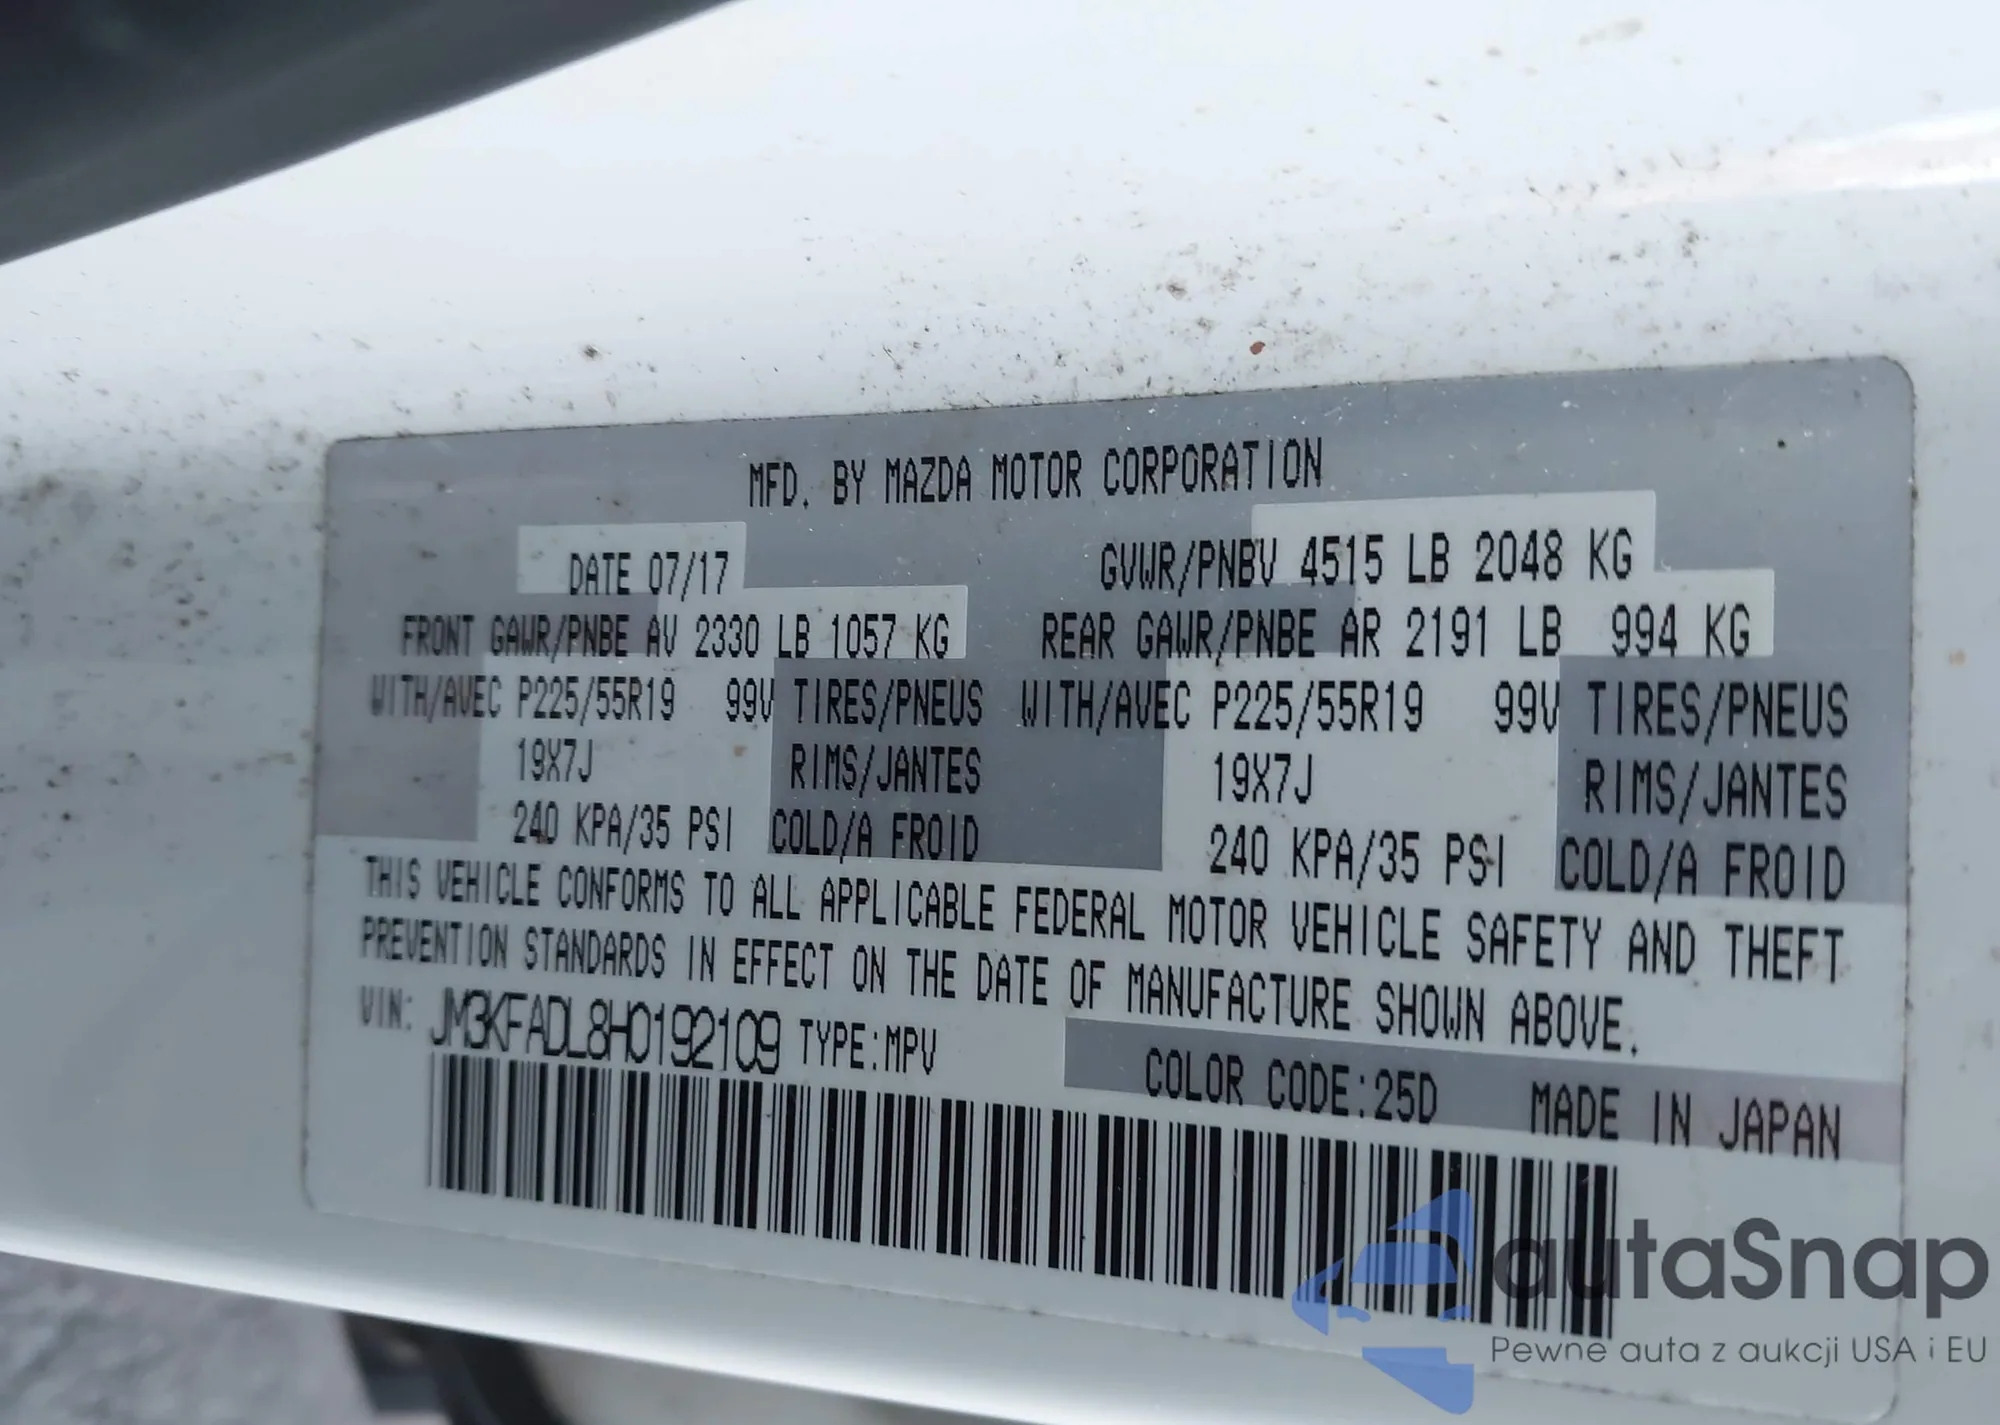 MFD. BY MAZDA MOTOR CORPORATION
DATE 07/17 GVWR/PNBV 4515 LB 2048 KG
FRONT GAWR/PNBE AV 2330 LB 1057 KG REAR GAWR/PNBE AR 2191 LB 994 KG
WITH/AVEC P225/55R19 99V TIRES/PNEUS WITH/AVEC P225/55R19 99V TIRES/PNEUS
19X7J RIMS/JANTES 19X7J RIMS/JANTES
240 KPA/35 PSI COLD/A FROID 240 KPA/35 PSI COLD/A FROID
THIS VEHICLE CONFORMS TO ALL APPLICABLE FEDERAL MOTOR VEHICLE SAFETY AND THEFT
PREVENTION STANDARDS IN EFFECT ON THE DATE OF MANUFACTURE SHOWN ABOVE.
VIN: JM3KFADL8H0192109 TYPE:MPV
COLOR CODE:25D MADE IN JAPAN
autaSnap
Pewne auta z aukcji USA i EU